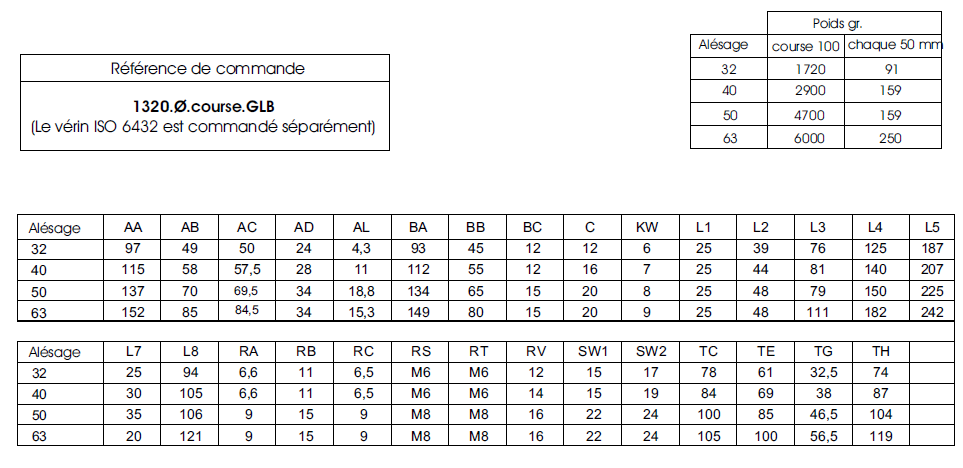 Référence de commande
1320.Ø.course.GLB
(Le vérin ISO 6432 est commandé séparément)
Poids gr.
Alésage course 100 chaque 50 mm
32 1720 91
40 2900 159
50 4700 159
63 6000 250
Alésage AA AB AC AD AL BA BB BC C KW L1 L2 L3 L4 L5
32 97 49 50 24 4,3 93 45 12 12 6 25 39 76 125 187
40 115 58 57,5 28 11 112 55 12 16 7 25 44 81 140 207
50 137 70 69,5 34 18,8 134 65 15 20 8 25 48 79 150 225
63 152 85 84,5 34 15,3 149 80 15 20 9 25 48 111 182 242
Alésage L7 L8 RA RB RC RS RT RV SW1 SW2 TC TE TG TH
32 25 94 6,6 11 6,5 M6 M6 12 15 17 78 61 32,5 74
40 30 105 6,6 11 6,5 M6 M6 14 15 19 84 69 38 87
50 35 106 9 15 9 M8 M8 16 22 24 100 85 46,5 104
63 20 121 9 15 9 M8 M8 16 22 24 105 100 56,5 119